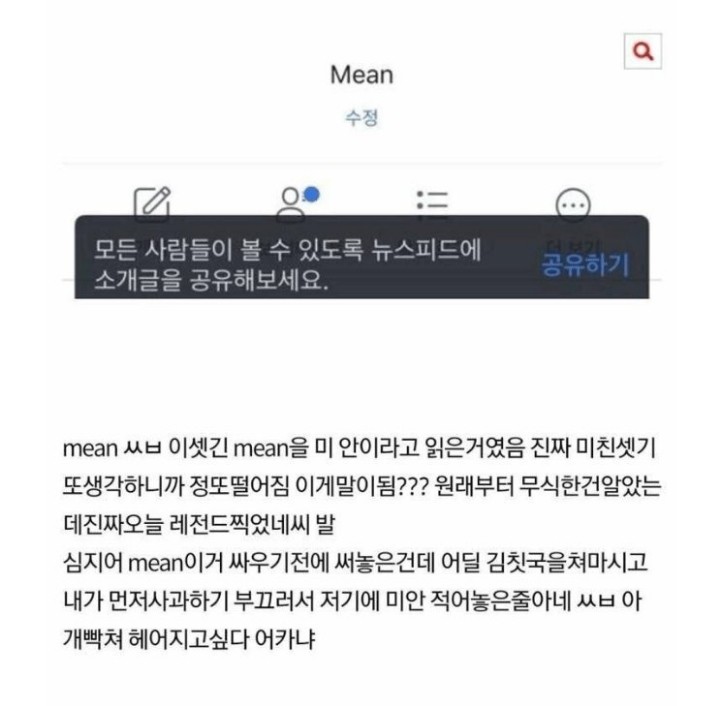 Mean
수정
모든 사람들이 볼 수 있도록 뉴스피드에
소개글을 공유해보세요.
공유하기
mean ㅆㅂ 이셋긴 mean을 미 안이라고 읽은거였음 진짜 미친셋기
또생각하니까 정또떨어짐 이게말이됨??? 원래부터 무식한건알았는
데진짜오늘 레전드찍었네씨 발
심지어 mean이거 싸우기전에 써놓은건데 어딜 김칫국을쳐마시고
내가 먼저사과하기 부끄러서 저기에 미안 적어놓은줄아네 ㅆㅂ 아
개빡쳐 헤어지고싶다 어카냐